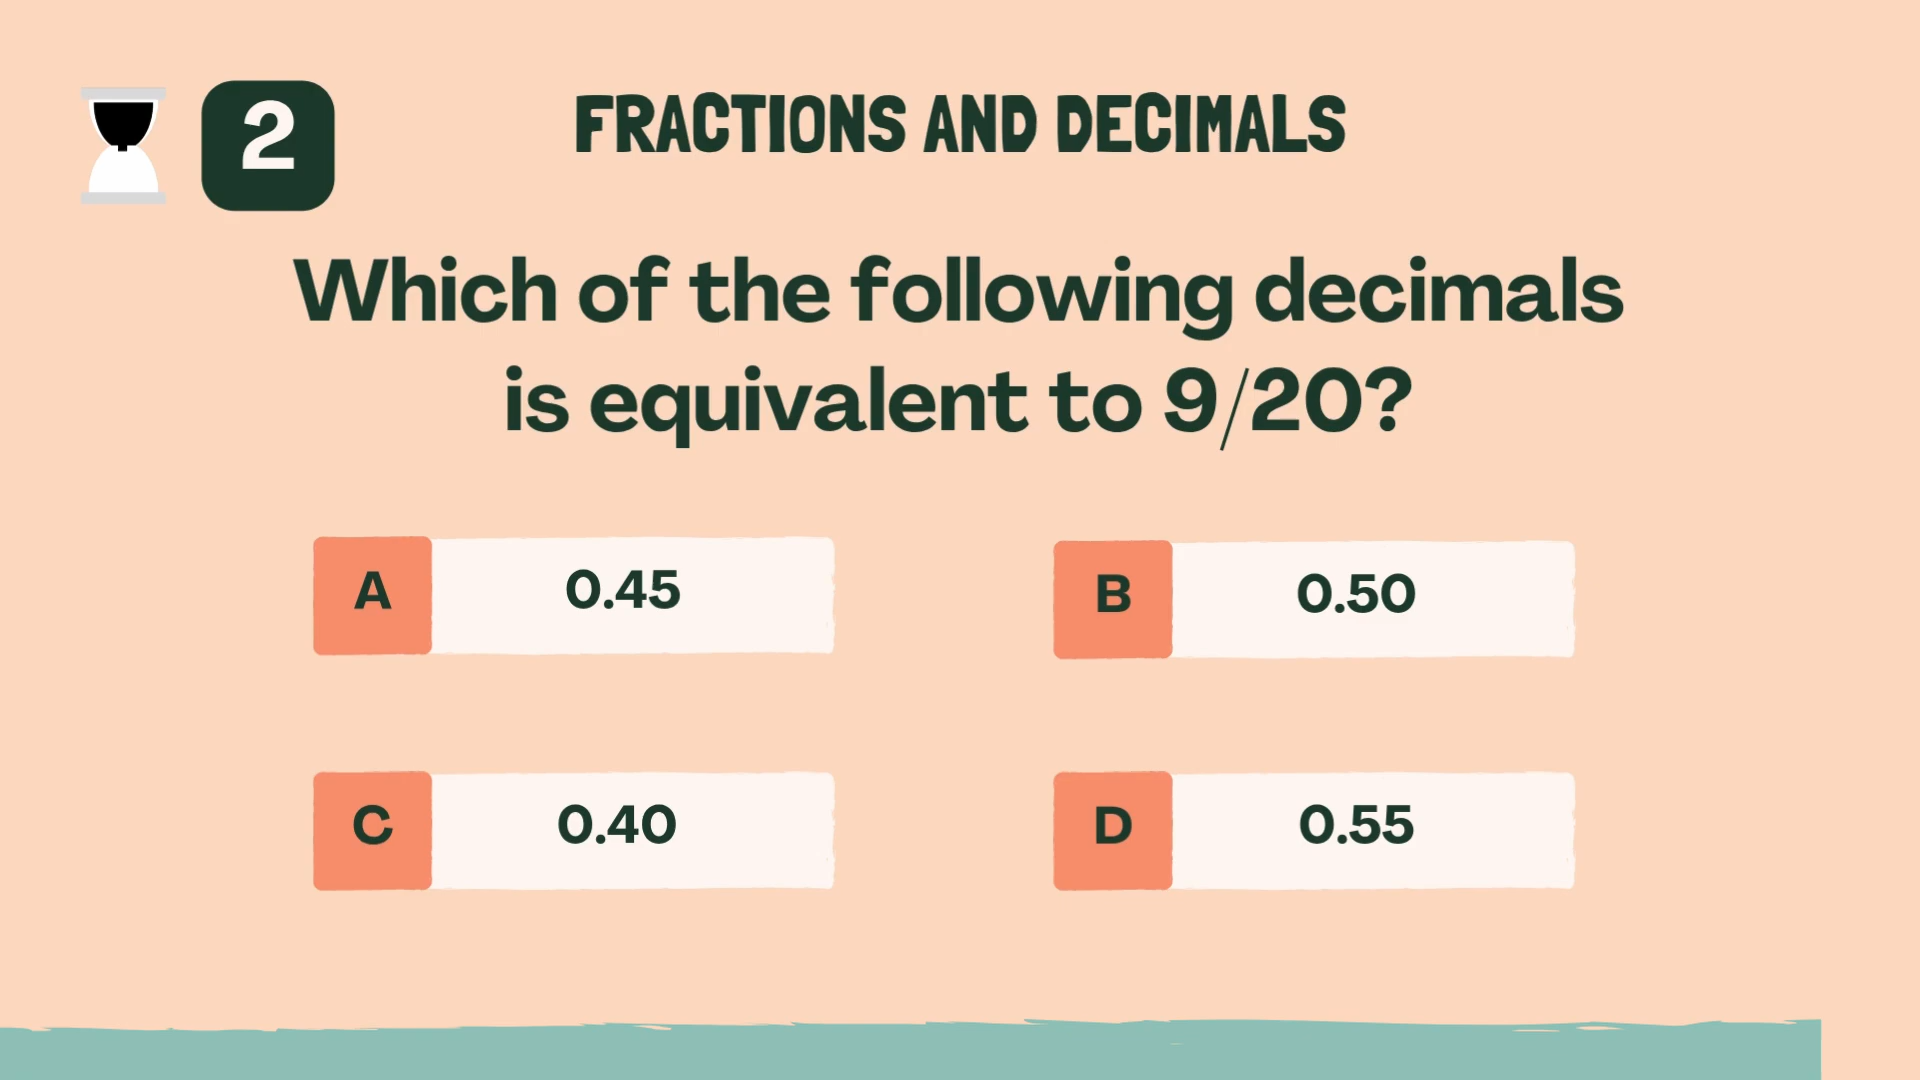 2
FRACTIONS AND DECIMALS
Which of the following decimals
is equivalent to 9/20?
A 0.45
B 0.50
C 0.40
D 0.55